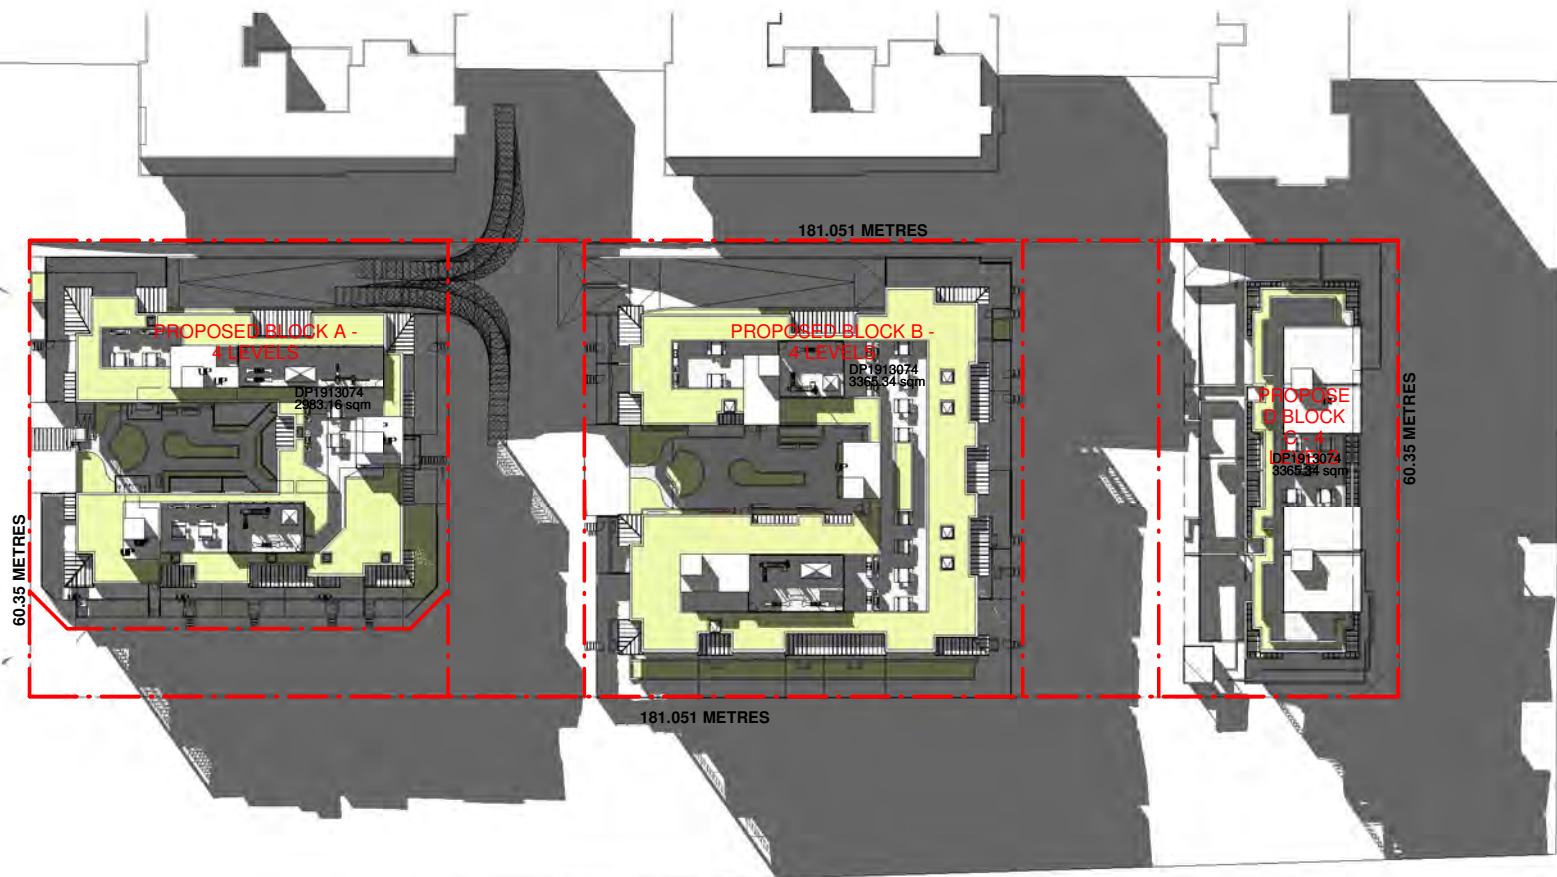 181.051 METRES
PROPOSED BLOCK A -
4 LEVELS
DP1913074
2983.16 sqm
PROPOSED BLOCK B -
4 LEVELS
DP1913074
3365.34 sqm
PROPOSE
D BLOCK
C - 4
DP1913074
3365.34 sqm
60.35 METRES
60.35 METRES
181.051 METRES